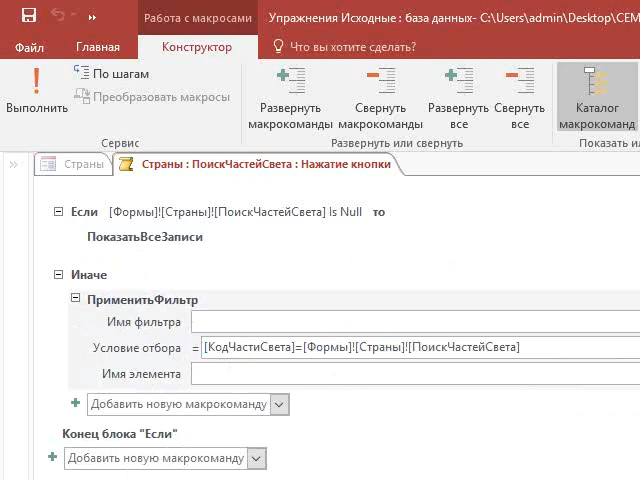 Работа с макросами
Упражнения Исходные : база данных- C:\Users\admin\Desktop\СЕМ
Файл
Главная
Конструктор
Что вы хотите сделать?
Выполнить
По шагам
Преобразовать макросы
Развернуть макрокоманды
Свернуть макрокоманды
Развернуть все
Свернуть все
Каталог макрокоманд
Сервис
Развернуть или свернуть
Показать или
Страны
Страны : ПоискЧастейСвета : Нажатие кнопки
Если [Формы]![Страны]![ПоискЧастейСвета] Is Null то
ПоказатьВсеЗаписи
Иначе
ПрименитьФильтр
Имя фильтра
Условие отбора = [КодЧастиСвета]=[Формы]![Страны]![ПоискЧастейСвета]
Имя элемента
Добавить новую макрокоманду
Конец блока "Если"
Добавить новую макрокоманду